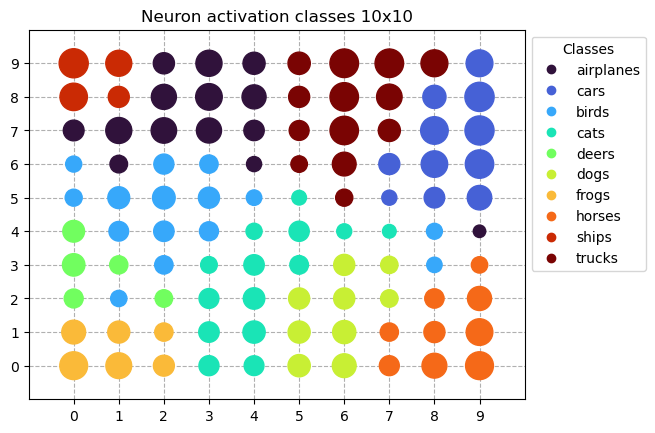 Neuron activation classes 10x10
9
8
7
6
5
4
3
2
1
0
0 1 2 3 4 5 6 7 8 9
Classes
airplanes
cars
birds
cats
deers
dogs
frogs
horses
ships
trucks